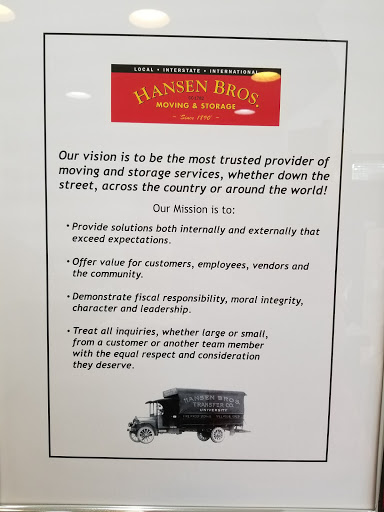 LOCAL • INTERSTATE • INTERNATIONAL
HANSEN BROS.
MOVING & STORAGE
~ Since 1890 ~
Our vision is to be the most trusted provider of
moving and storage services, whether down the
street, across the country or around the world!
Our Mission is to:
• Provide solutions both internally and externally that
exceed expectations.
• Offer value for customers, employees, vendors and
the community.
• Demonstrate fiscal responsibility, moral integrity,
character and leadership.
• Treat all inquiries, whether large or small,
from a customer or another team member
with the equal respect and consideration
they deserve.
HANSEN BROS.
TRANSFER CO.
UNIVERSITY